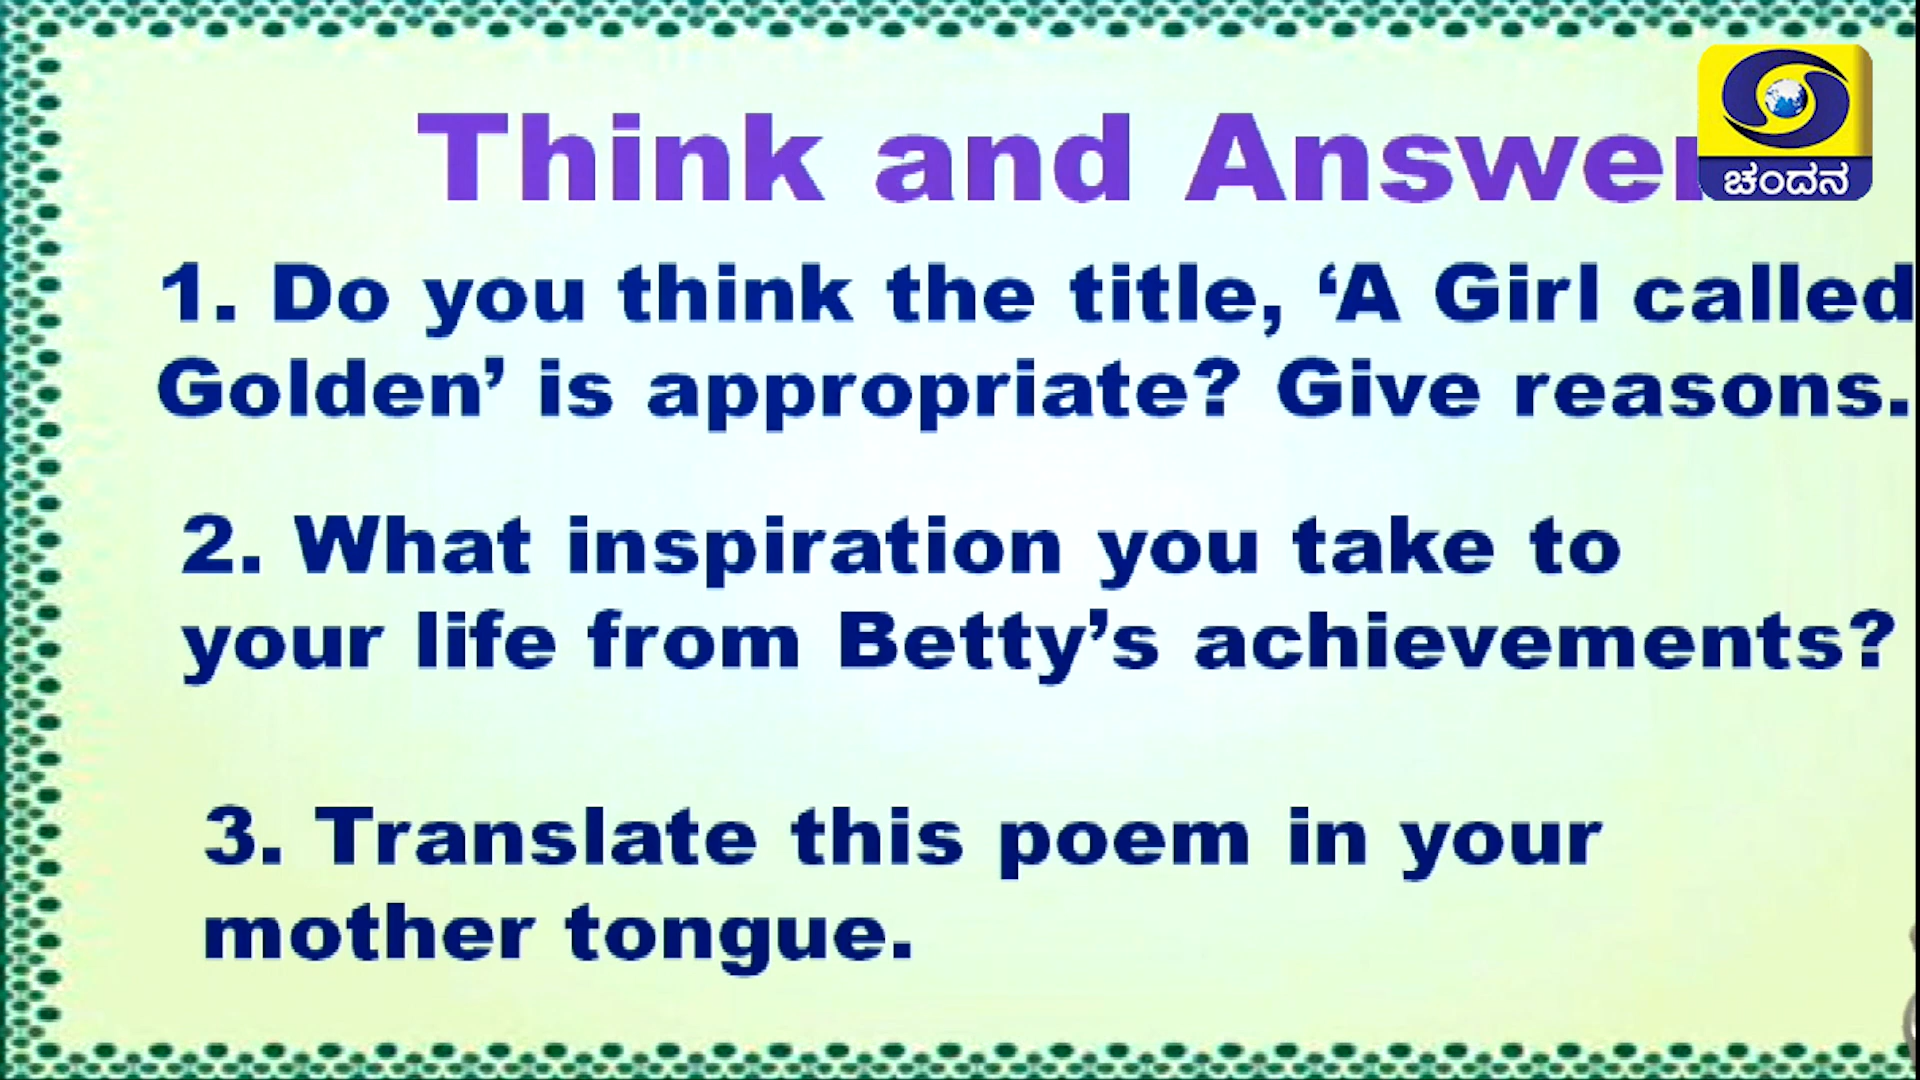 Think and Answer
ಚಂದನ
1. Do you think the title, ‘A Girl called
Golden’ is appropriate? Give reasons.
2. What inspiration you take to
your life from Betty’s achievements?
3. Translate this poem in your
mother tongue.